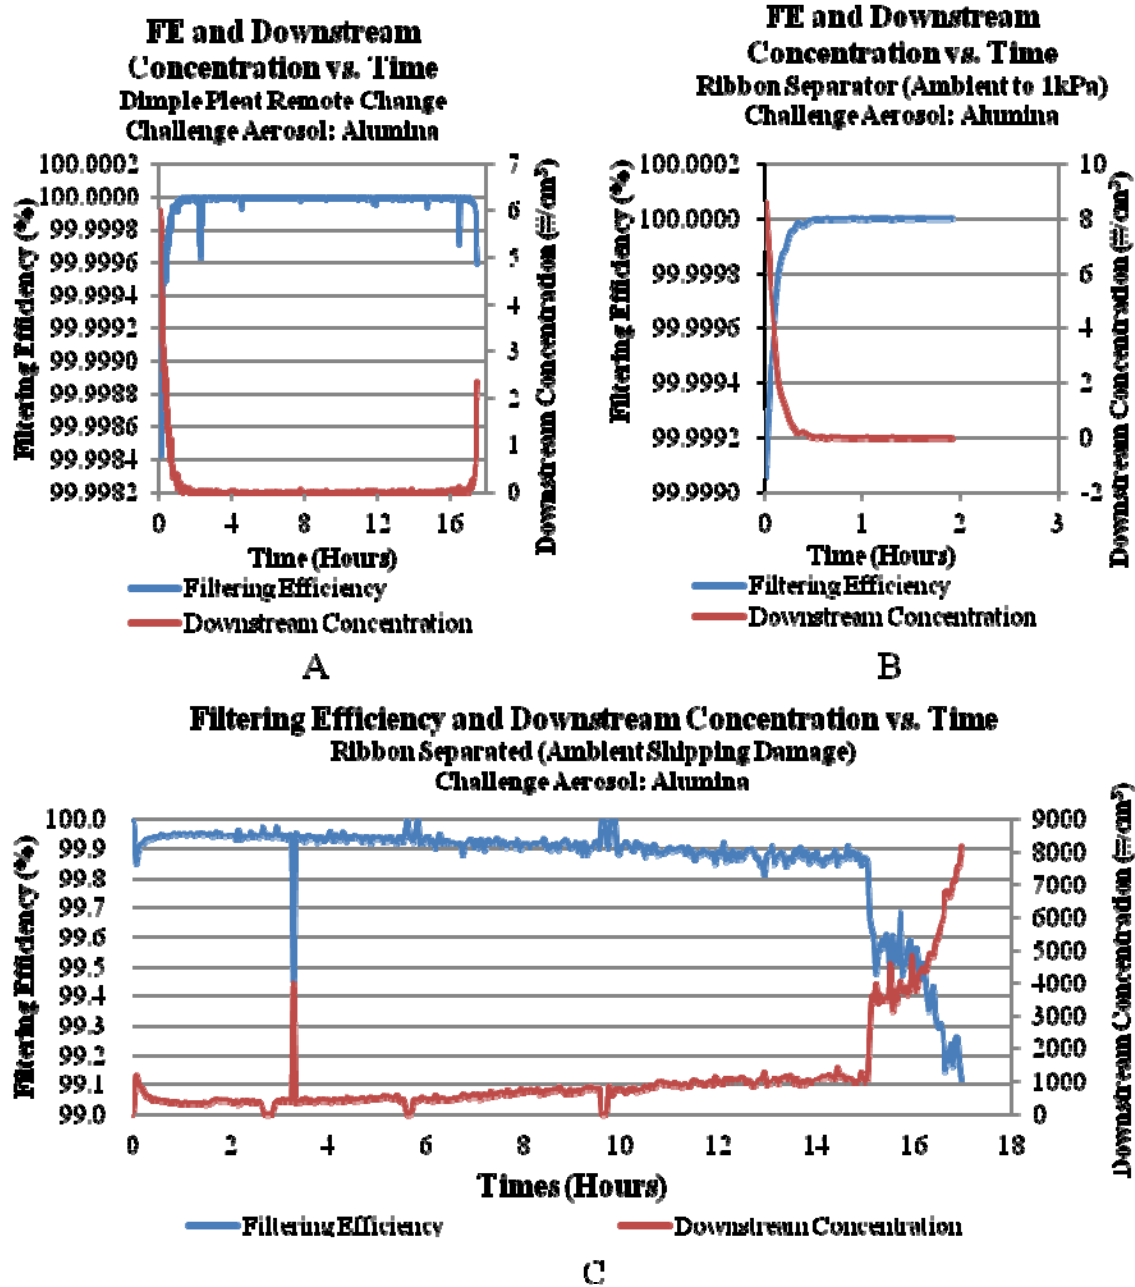 FE and Downstream
Concentration vs. Time
Dimple Pleat Remote Change
Challenge Aerosol: Alumina
Filtering Efficiency (%)
100.0002
100.0000
99.9998
99.9996
99.9994
99.9992
99.9990
99.9988
99.9986
99.9984
99.9982
7
6
5
4
3
2
1
0
Downstream Concentration (#/cm³)
0 4 8 12 16
Time (Hours)
Filtering Efficiency
Downstream Concentration
A
FE and Downstream
Concentration vs. Time
Ribbon Separator (Ambient to 1kPa)
Challenge Aerosol: Alumina
Filtering Efficiency (%)
100.0002
100.0000
99.9998
99.9996
99.9994
99.9992
99.9990
10
8
6
4
2
0
-2
Downstream Concentration (#/cm³)
0 1 2 3
Time (Hours)
Filtering Efficiency
Downstream Concentration
B
Filtering Efficiency and Downstream Concentration vs. Time
Ribbon Separated (Ambient Shipping Damage)
Challenge Aerosol: Alumina
Filtering Efficiency (%)
100.0
99.9
99.8
99.7
99.6
99.5
99.4
99.3
99.2
99.1
99.0
9000
8000
7000
6000
5000
4000
3000
2000
1000
0
Downstream Concentration (#/cm³)
0 2 4 6 8 10 12 14 16 18
Times (Hours)
Filtering Efficiency
Downstream Concentration
C